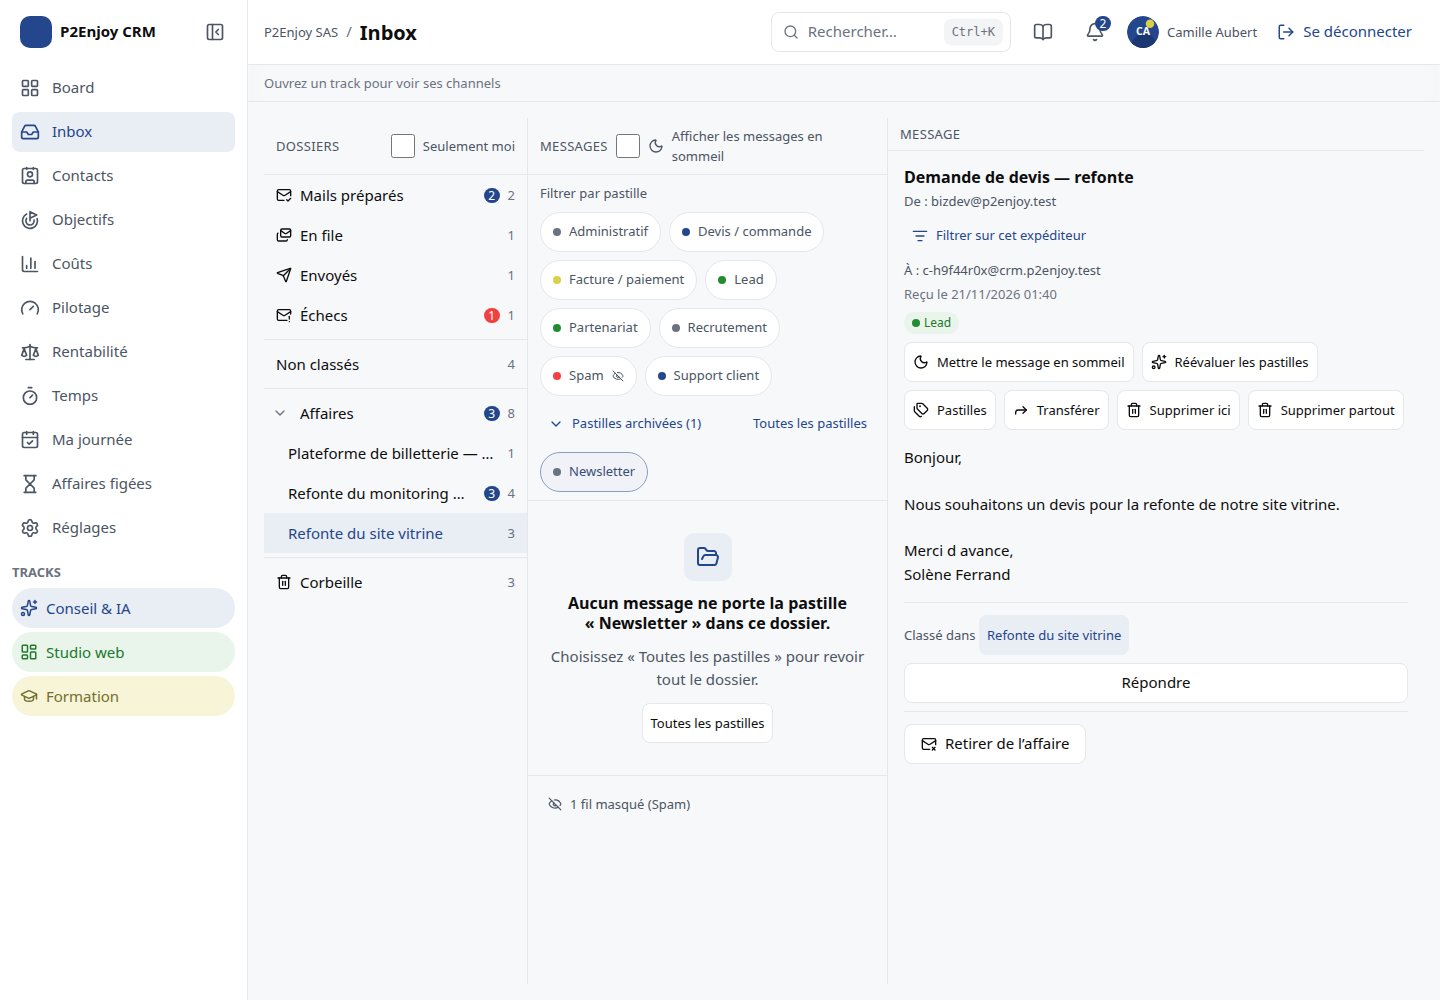 P2Enjoy CRM
P2Enjoy SAS / Inbox
Rechercher... Ctrl+K
2
CA
Camille Aubert
Se déconnecter
Ouvrez un track pour voir ses channels
Board
Inbox
Contacts
Objectifs
Coûts
Pilotage
Rentabilité
Temps
Ma journée
Affaires figées
Réglages
TRACKS
Conseil & IA
Studio web
Formation
DOSSIERS Seulement moi
Mails préparés 2 2
En file 1
Envoyés 1
Échecs 1 1
Non classés 4
Affaires 3 8
Plateforme de billetterie — ... 1
Refonte du monitoring ... 3 4
Refonte du site vitrine 3
Corbeille 3
MESSAGES Afficher les messages en
sommeil
Filtrer par pastille
Administratif Devis / commande
Facture / paiement Lead
Partenariat Recrutement
Spam Support client
Pastilles archivées (1) Toutes les pastilles
Newsletter
Aucun message ne porte la pastille
« Newsletter » dans ce dossier.
Choisissez « Toutes les pastilles » pour revoir
tout le dossier.
Toutes les pastilles
1 fil masqué (Spam)
MESSAGE
Demande de devis — refonte
De : bizdev@p2enjoy.test
Filtrer sur cet expéditeur
À : c-h9f44r0x@crm.p2enjoy.test
Reçu le 21/11/2026 01:40
Lead
Mettre le message en sommeil Réévaluer les pastilles
Pastilles Transférer Supprimer ici Supprimer partout
Bonjour,
Nous souhaitons un devis pour la refonte de notre site vitrine.
Merci d avance,
Solène Ferrand
Classé dans Refonte du site vitrine
Répondre
Retirer de l’affaire